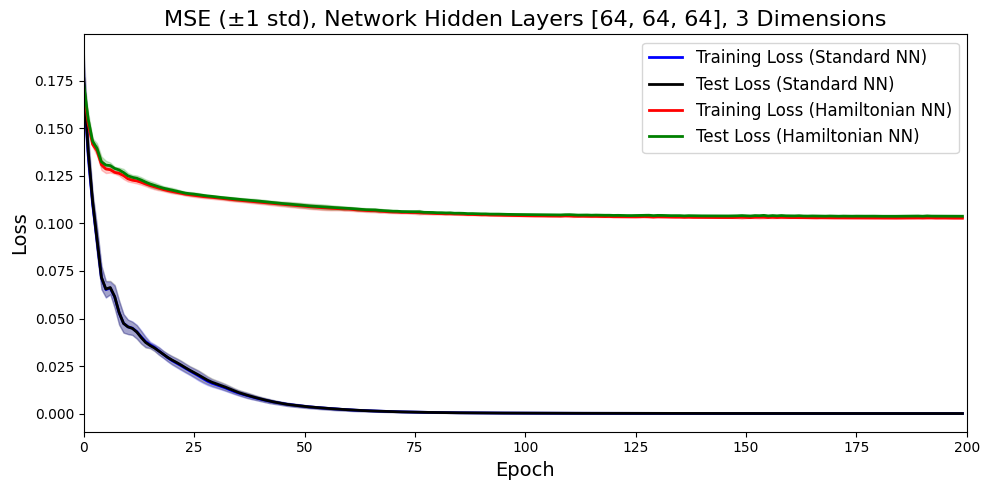 MSE (±1 std), Network Hidden Layers [64, 64, 64], 3 Dimensions
Training Loss (Standard NN)
Test Loss (Standard NN)
Training Loss (Hamiltonian NN)
Test Loss (Hamiltonian NN)
Loss
0.175
0.150
0.125
0.100
0.075
0.050
0.025
0.000
0 25 50 75 100 125 150 175 200
Epoch